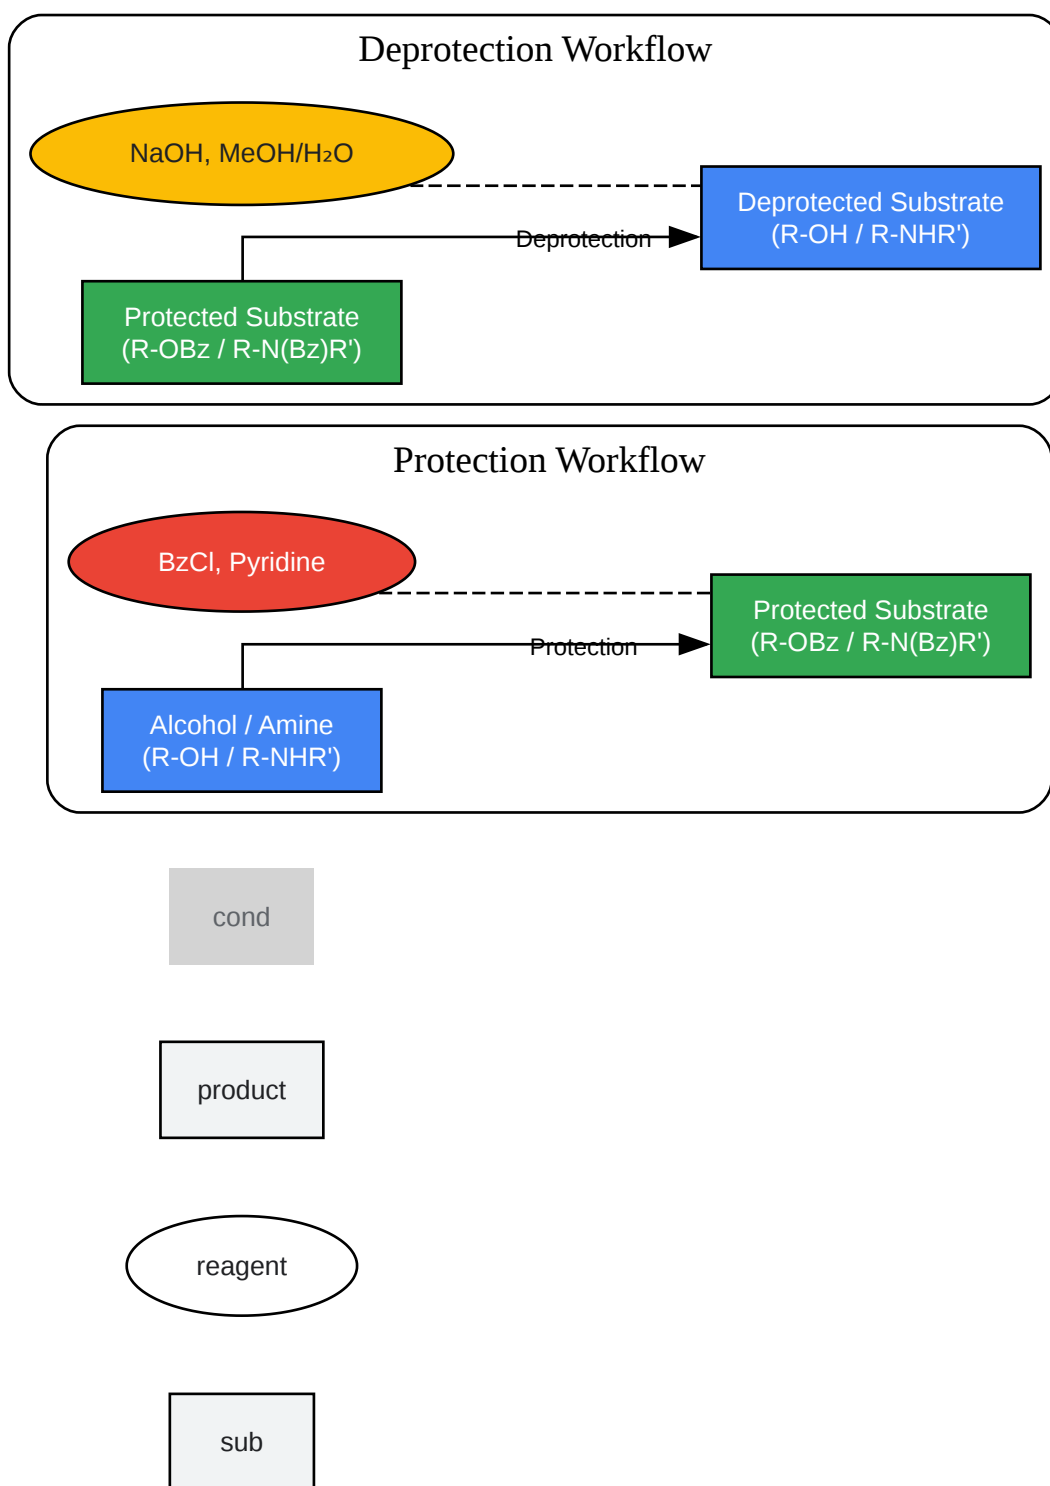 Deprotection Workflow
NaOH, MeOH/H₂O
Deprotected Substrate
(R-OH / R-NHR')
Deprotection
Protected Substrate
(R-OBz / R-N(Bz)R')
Protection Workflow
BzCl, Pyridine
Protected Substrate
(R-OBz / R-N(Bz)R')
Protection
Alcohol / Amine
(R-OH / R-NHR')
cond
product
reagent
sub